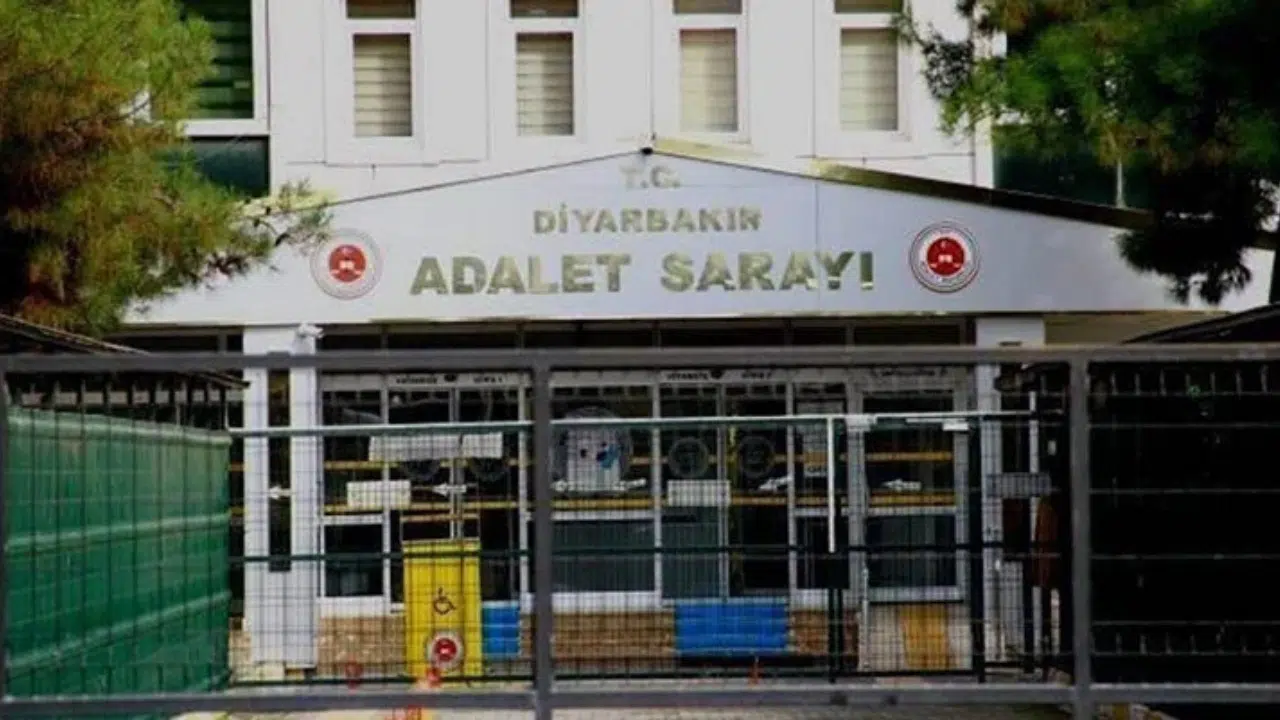 T.C.
DİYARBAKIR
ADALET SARAYI